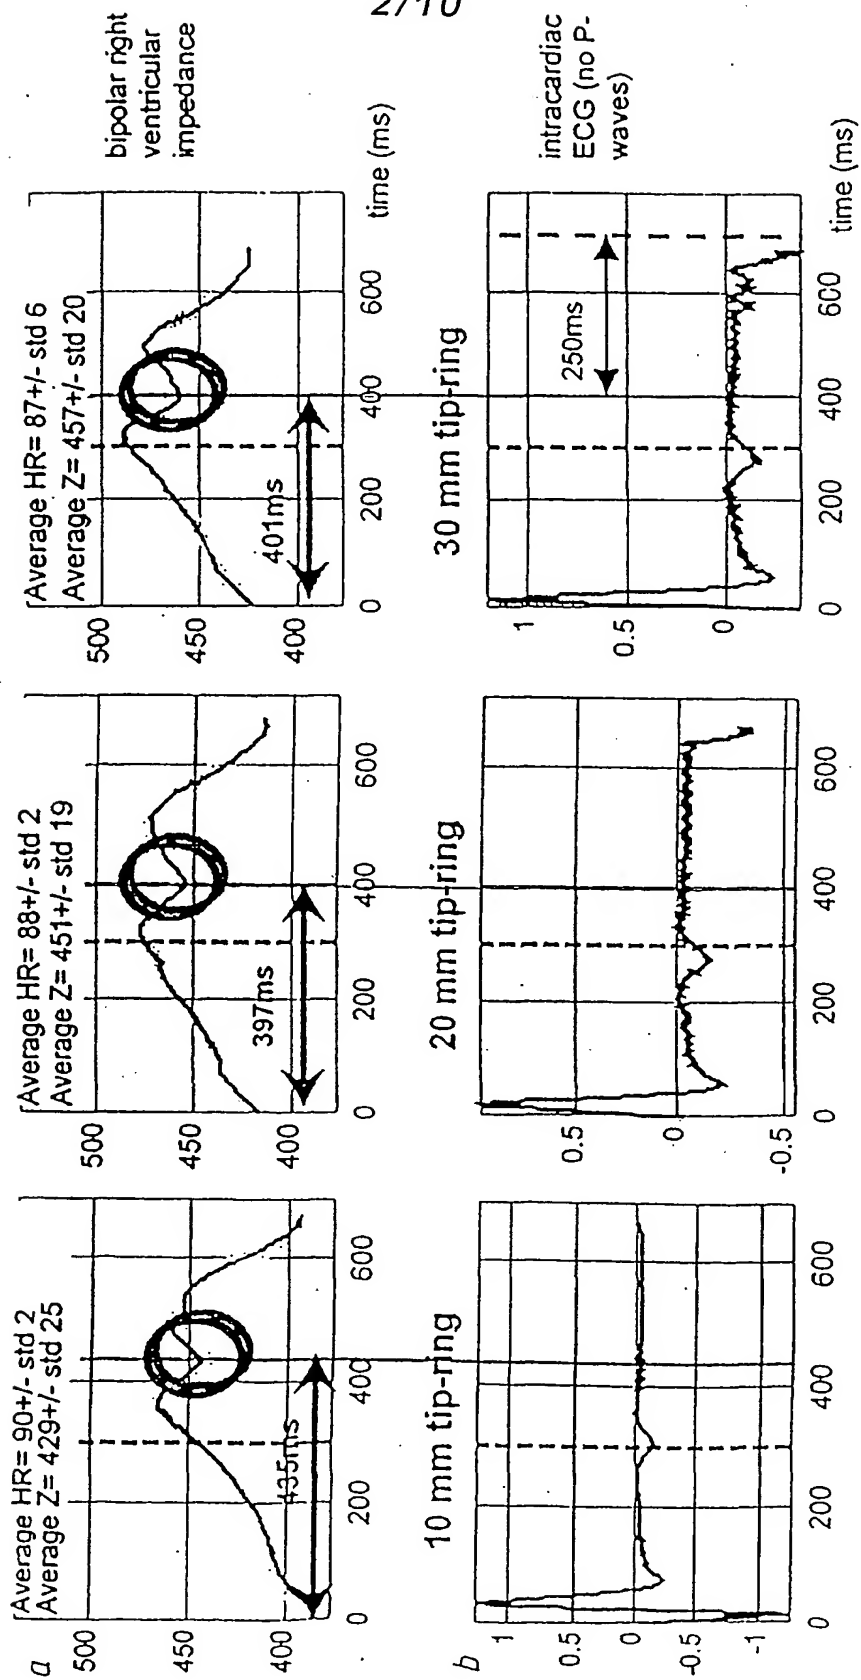 2/10
a
Average HR= 90+/- std 2
Average Z= 429+/- std 25
500
450
400
0
200
400
600
435ms
Average HR= 88+/- std 2
Average Z= 451+/- std 19
500
450
400
0
200
400
600
397ms
Average HR= 87+/- std 6
Average Z= 457+/- std 20
500
450
400
0
200
400
600
time (ms)
401ms
bipolar right
ventricular
impedance
b
10 mm tip-ring
1
0.5
0
-0.5
-1
0
200
400
600
20 mm tip-ring
0.5
0
-0.5
0
200
400
600
30 mm tip-ring
1
0.5
0
0
200
400
600
time (ms)
250ms
intracardiac
ECG (no P-
waves)